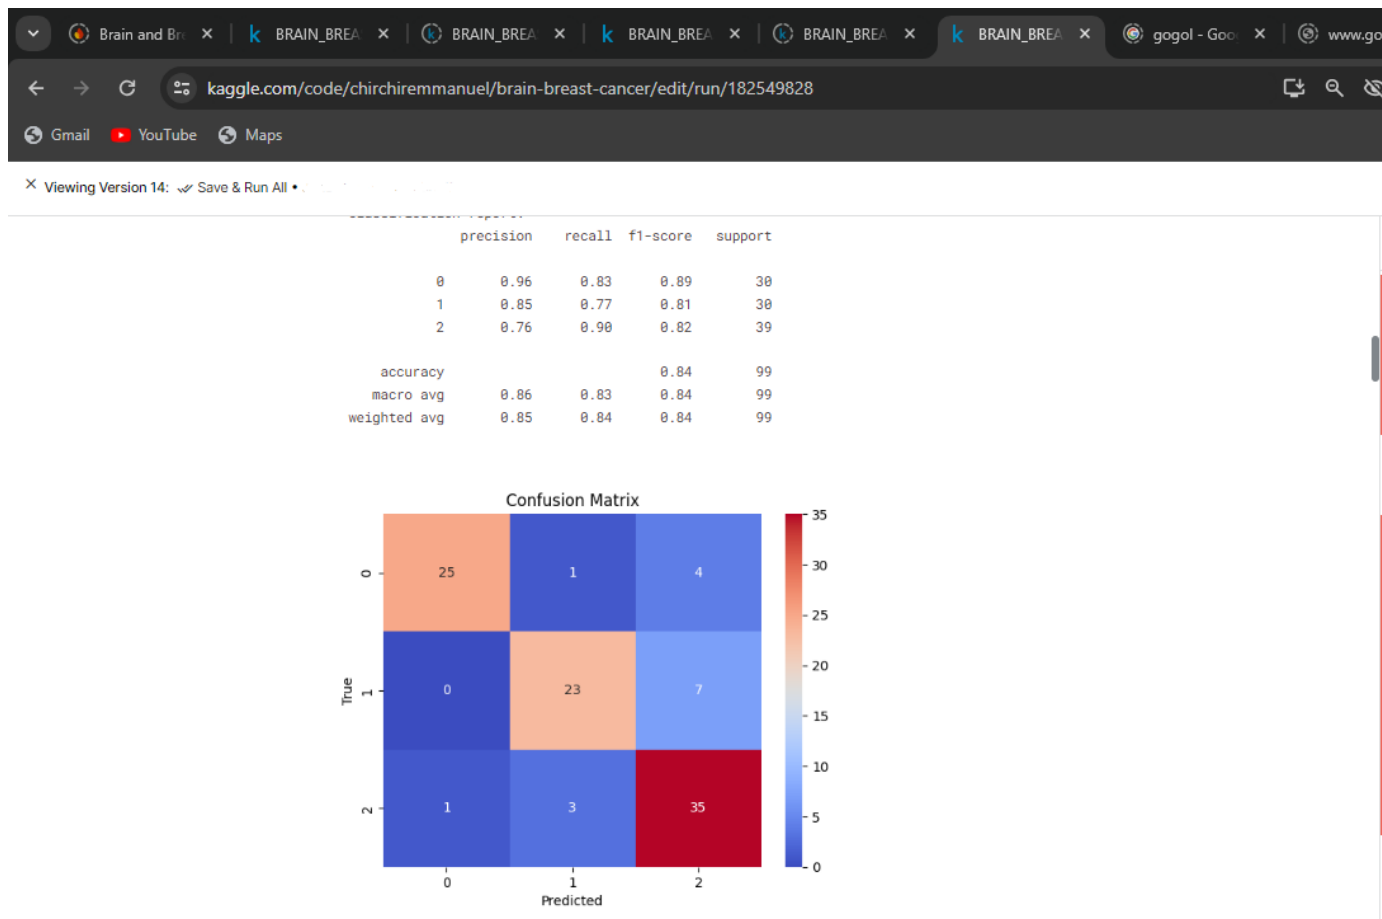 Brain and Bre
BRAIN_BREA
BRAIN_BREA
BRAIN_BREA
BRAIN_BREA
BRAIN_BREA
gogol - Goo
www.go
kaggle.com/code/chirchiremmanuel/brain-breast-cancer/edit/run/182549828
Gmail YouTube Maps
Viewing Version 14: Save & Run All •
precision recall f1-score support
0 0.96 0.83 0.89 30
1 0.85 0.77 0.81 30
2 0.76 0.90 0.82 39
accuracy 0.84 99
macro avg 0.86 0.83 0.84 99
weighted avg 0.85 0.84 0.84 99
Confusion Matrix
35
30
25
20
15
10
5
0
0 25 1 4
1 0 23 7
2 1 3 35
True
0 1 2
Predicted